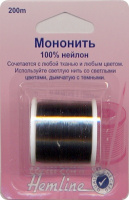 200m
Мононить
100% нейлон
Сочетается с любой тканью и любым цветом.
Используйте светлую нить со светлыми
цветами, дымчатую с темными.
Hemline